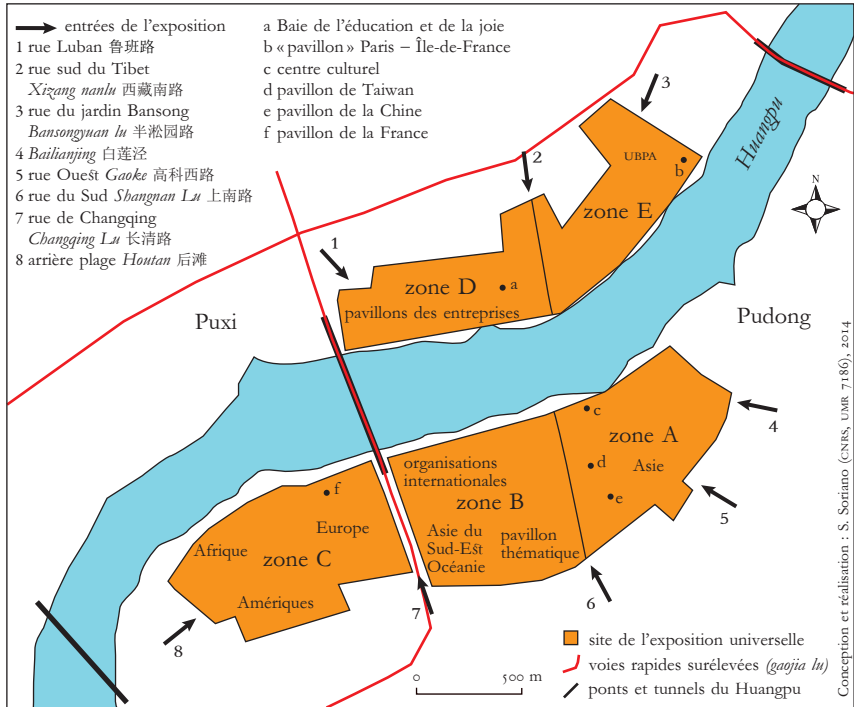 entrées de l'exposition
1 rue Luban 鲁班路
2 rue sud du Tibet
Xizang nanlu 西藏南路
3 rue du jardin Bansong
Bansongyuan lu 半淞园路
4 Bailianjing 白莲泾
5 rue Ouest Gaoke 高科西路
6 rue du Sud Shangnan Lu 上南路
7 rue de Changqing
Changqing Lu 长清路
8 arrière plage Houtan 后滩
a Baie de l'éducation et de la joie
b « pavillon » Paris – Île-de-France
c centre culturel
d pavillon de Taiwan
e pavillon de la Chine
f pavillon de la France
3
Huangpu
2
UBPA
b
N
zone E
1
zone D
a
pavillons des entreprises
Puxi
Pudong
c
4
zone A
organisations
internationales
d
Asie
f
zone B
e
5
Europe
Asie du
Sud-Est
Océanie
pavillon
thématique
Afrique
zone C
Amériques
6
7
8
site de l'exposition universelle
voies rapides surélevées (gaojia lu)
ponts et tunnels du Huangpu
0
500 m
Conception et réalisation : S. Soriano (CNRS, UMR 7186), 2014